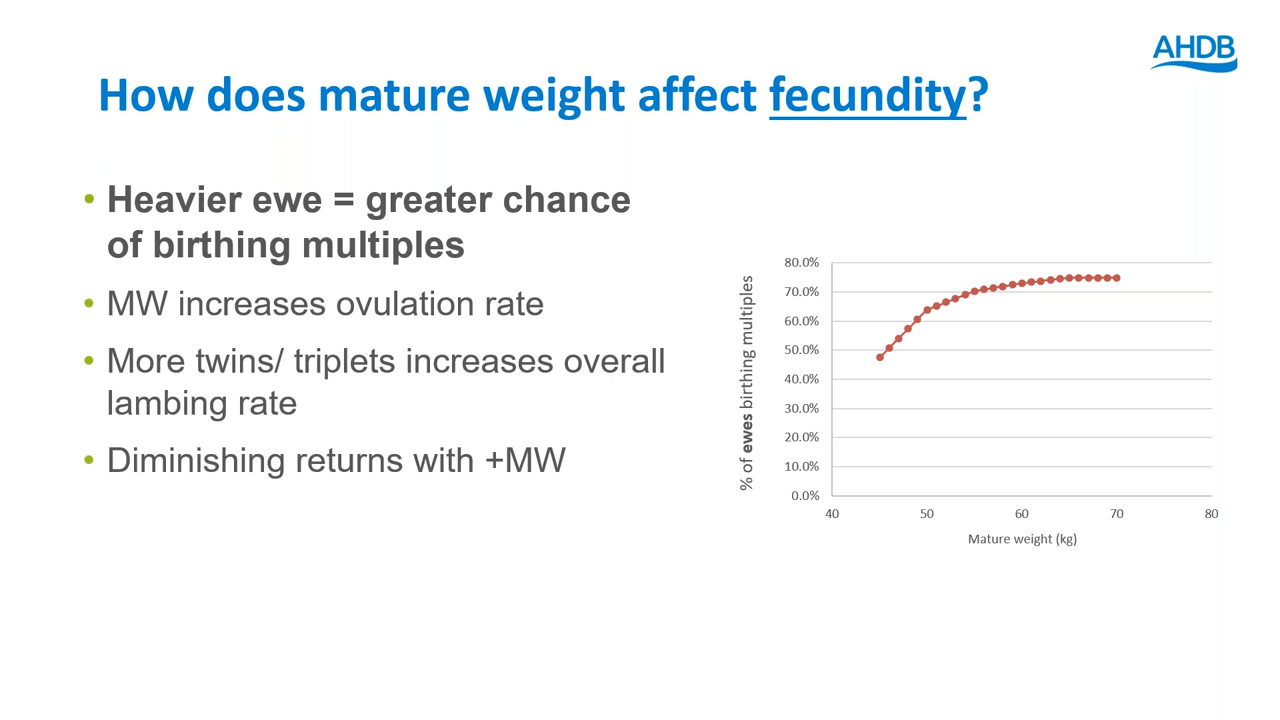 AHDB
How does mature weight affect fecundity?
• Heavier ewe = greater chance
of birthing multiples
• MW increases ovulation rate
• More twins/ triplets increases overall
lambing rate
• Diminishing returns with +MW
% of ewes birthing multiples
80.0%
70.0%
60.0%
50.0%
40.0%
30.0%
20.0%
10.0%
0.0%
40 50 60 70 80
Mature weight (kg)